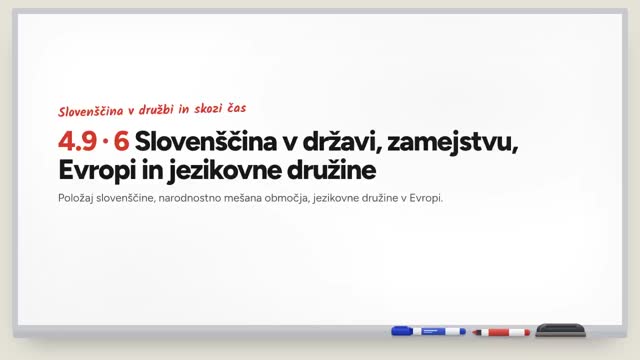 Slovenščina v družbi in skozi čas
4.9 · 6 Slovenščina v državi, zamejstvu,
Evropi in jezikovne družine
Položaj slovenščine, narodnostno mešana območja, jezikovne družine v Evropi.